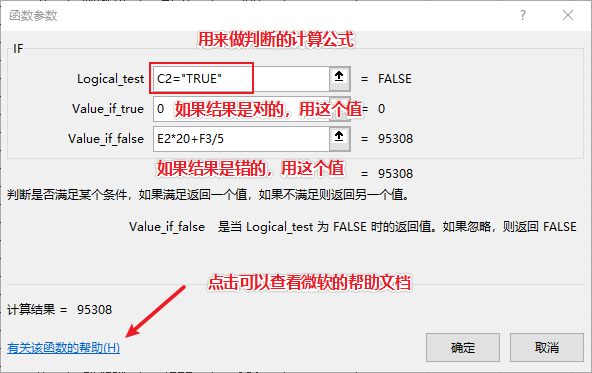 函数参数
? ×
用来做判断的计算公式
IF
Logical_test C2="TRUE" = FALSE
Value_if_true 0 如果结果是对的，用这个值 = 0
Value_if_false E2*20+F3/5 = 95308
如果结果是错的，用这个值 = 95308
判断是否满足某个条件，如果满足返回一个值，如果不满足则返回另一个值。
Value_if_false 是当 Logical_test 为 FALSE 时的返回值。如果忽略，则返回 FALSE
点击可以查看微软的帮助文档
计算结果 = 95308
有关该函数的帮助(H) 确定 取消